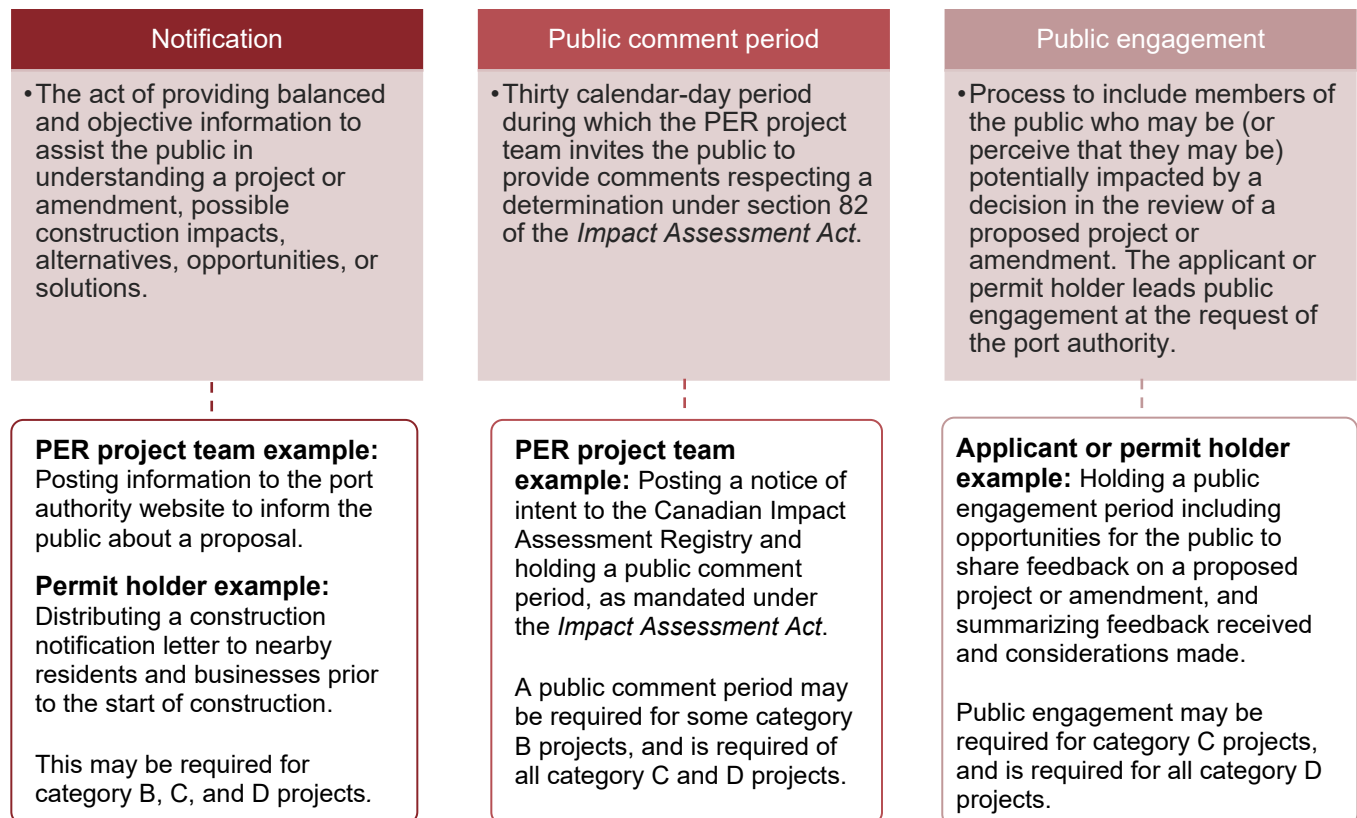 Notification
•The act of providing balanced
and objective information to
assist the public in
understanding a project or
amendment, possible
construction impacts,
alternatives, opportunities, or
solutions.
PER project team example:
Posting information to the port
authority website to inform the
public about a proposal.
Permit holder example:
Distributing a construction
notification letter to nearby
residents and businesses prior
to the start of construction.
This may be required for
category B, C, and D projects.
Public comment period
•Thirty calendar-day period
during which the PER project
team invites the public to
provide comments respecting a
determination under section 82
of the Impact Assessment Act.
PER project team
example: Posting a notice of
intent to the Canadian Impact
Assessment Registry and
holding a public comment
period, as mandated under
the Impact Assessment Act.
A public comment period may
be required for some category
B projects, and is required of
all category C and D projects.
Public engagement
•Process to include members of
the public who may be (or
perceive that they may be)
potentially impacted by a
decision in the review of a
proposed project or
amendment. The applicant or
permit holder leads public
engagement at the request of
the port authority.
Applicant or permit holder
example: Holding a public
engagement period including
opportunities for the public to
share feedback on a proposed
project or amendment, and
summarizing feedback received
and considerations made.
Public engagement may be
required for category C projects,
and is required for all category D
projects.